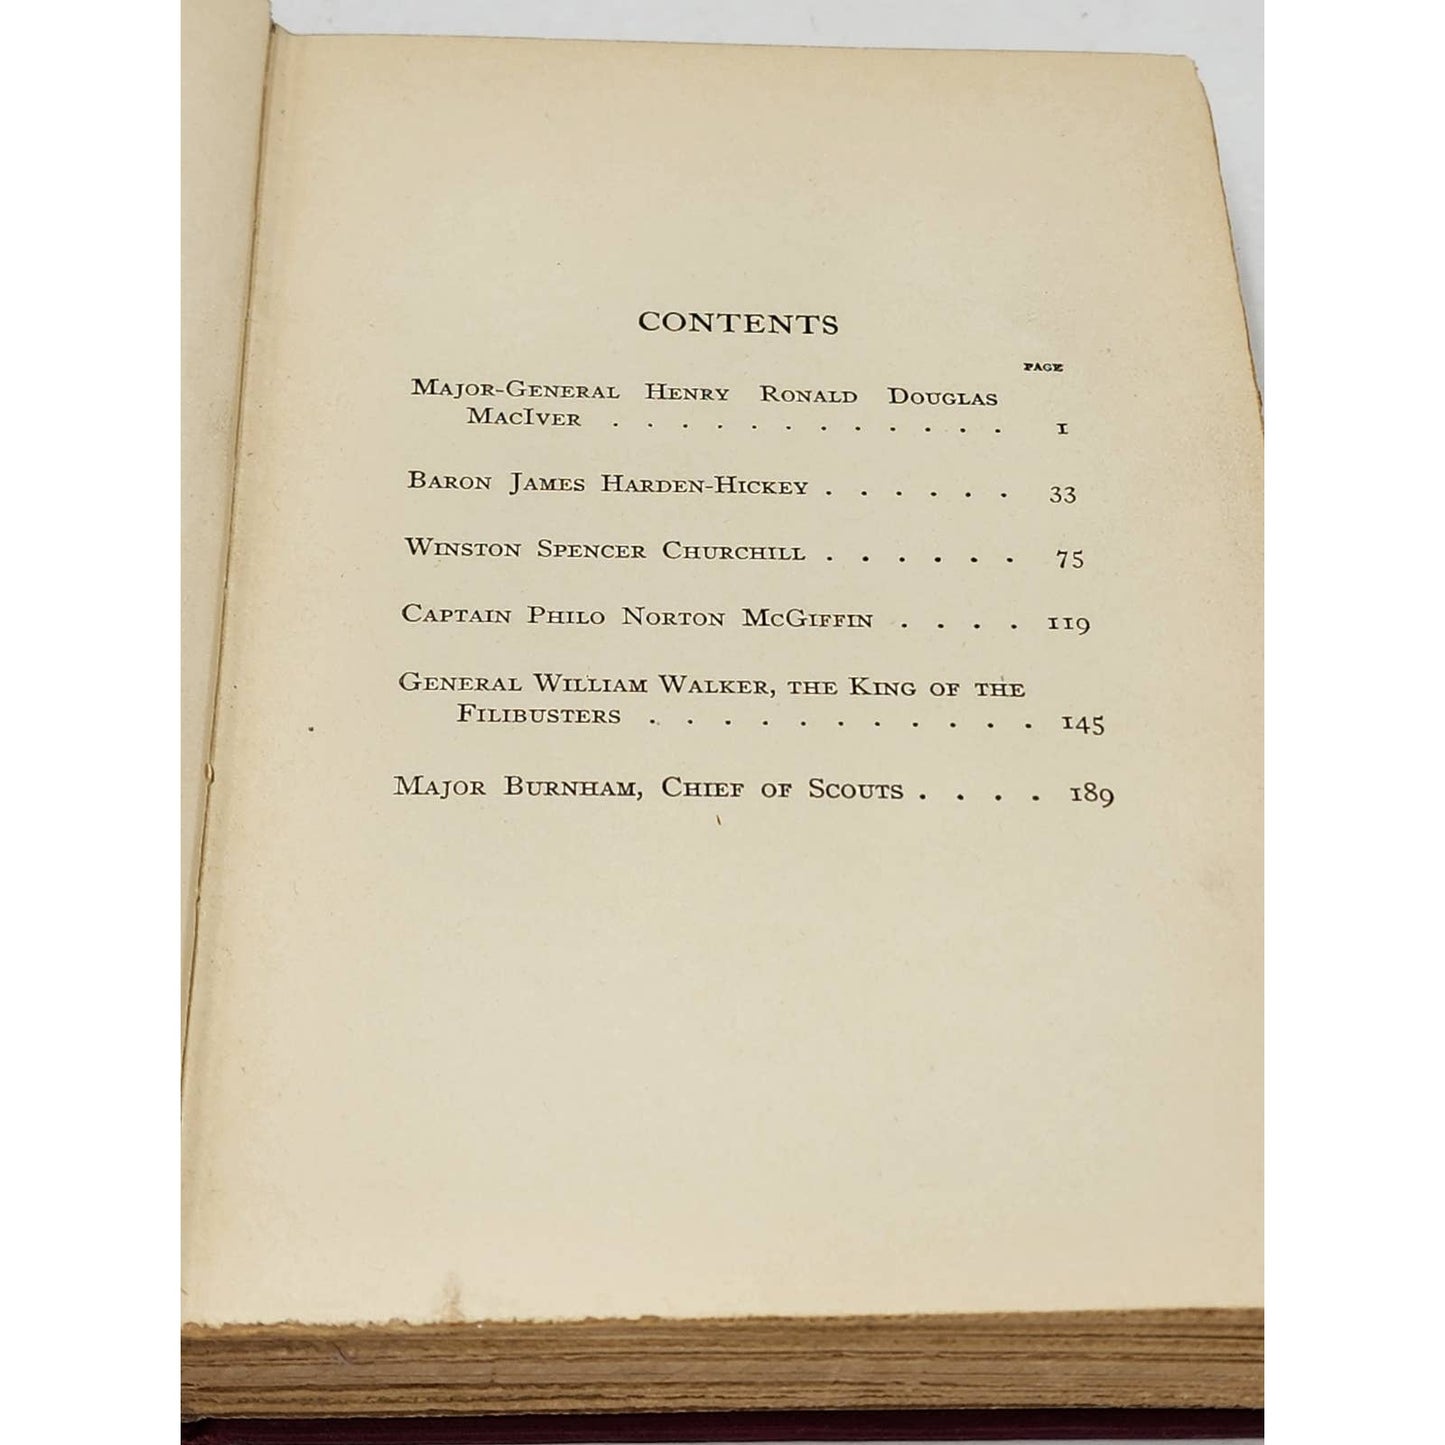 CONTENTS
PAGE
Major-General Henry Ronald Douglas
MacIver . . . . . . . . . . . . 1
Baron James Harden-Hickey . . . . . . 33
Winston Spencer Churchill . . . . . . 75
Captain Philo Norton McGiffin . . . . 119
General William Walker, the King of the
Filibusters . . . . . . . . . . . 145
Major Burnham, Chief of Scouts . . . . 189